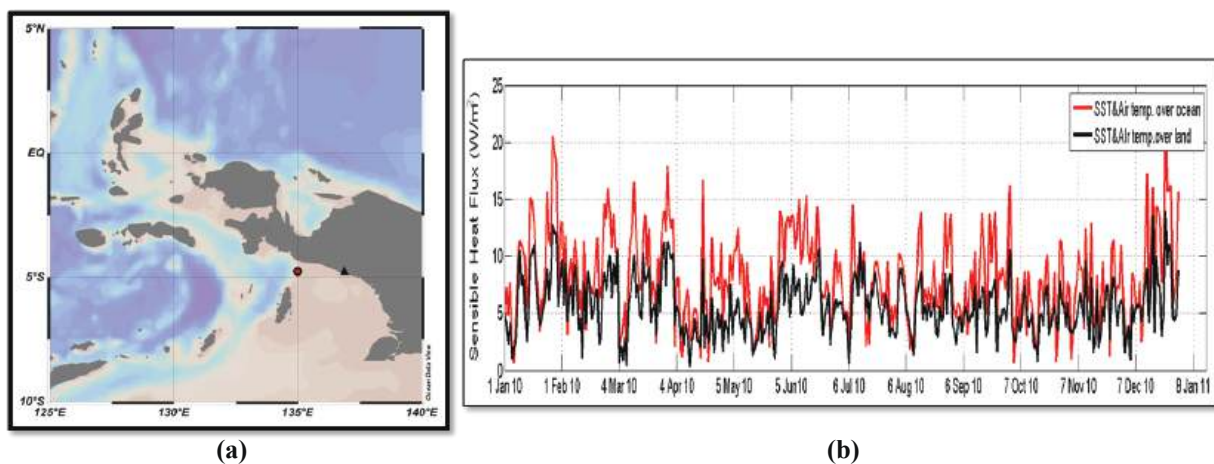 5°N
EQ
5°S
10°S
125°E 130°E 135°E 140°E
Ocean Data View
(a)
Sensible Heat Flux (W/m²)
25
20
15
10
5
0
SST&Air temp. over ocean
SST&AIr temp.over land
1 Jan 10 1 Feb 10 4 Mar 10 4 Apr 10 5 May 10 5 Jun 10 6 Jul 10 6 Aug 10 6 Sep 10 7 Oct 10 7 Nov 10 7 Dec 10 8 Jan 11
(b)